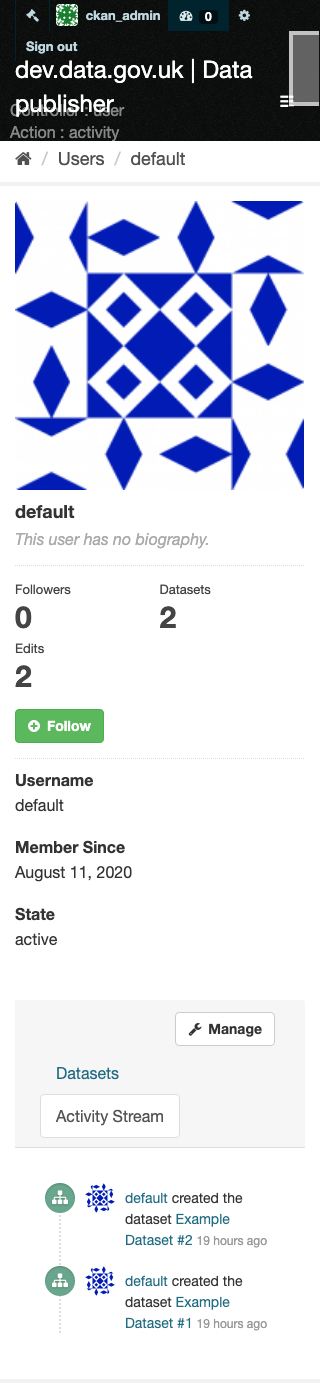 ckan_admin 0
Sign out
dev.data.gov.uk | Data
publisher
Controller : user
Action : activity
/ Users / default
default
This user has no biography.
Followers Datasets
0 2
Edits
2
Follow
Username
default
Member Since
August 11, 2020
State
active
Manage
Datasets
Activity Stream
default created the
dataset Example
Dataset #2 19 hours ago
default created the
dataset Example
Dataset #1 19 hours ago